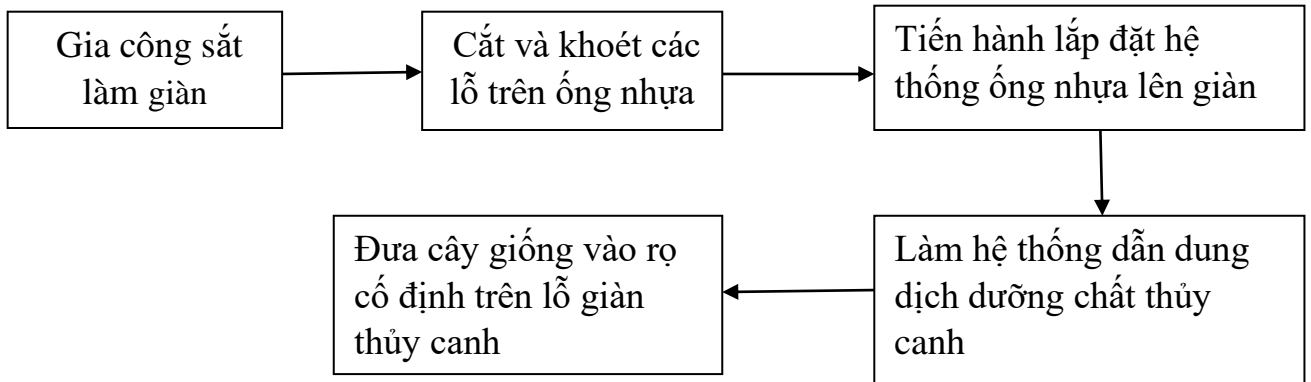 Gia công sắt
làm giàn
Cắt và khoét các
lỗ trên ống nhựa
Tiến hành lắp đặt hệ
thống ống nhựa lên giàn
Làm hệ thống dẫn dung
dịch dưỡng chất thủy
canh
Đưa cây giống vào rọ
cố định trên lỗ giàn
thủy canh